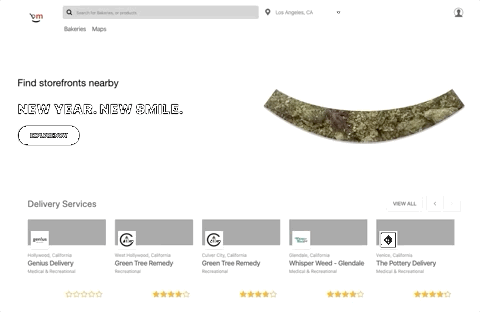 Search for Bakeries, or products
Los Angeles, CA
Bakeries Maps
Find storefronts nearby
NEW YEAR. NEW SMILE.
Delivery Services
VIEW ALL
genius
Hollywood, California
Genius Delivery
Medical & Recreational
West Hollywood, California
Green Tree Remedy
Recreational
Culver City, California
Green Tree Remedy
Recreational
Glendale, California
Whisper Weed - Glendale
Medical & Recreational
Venice, California
The Pottery Delivery
Medical & Recreational